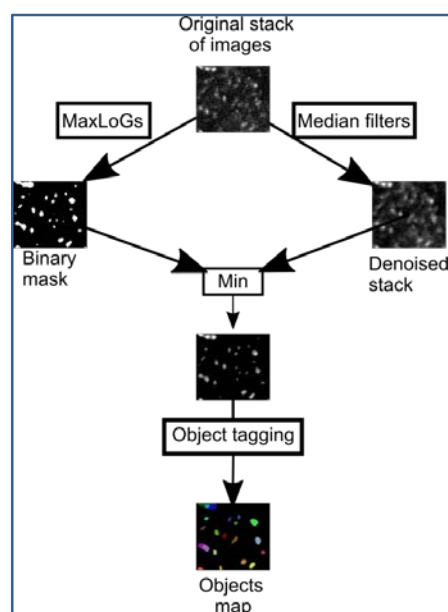 Original stack
of images
MaxLoGs
Median filters
Binary
mask
Denoised
stack
Min
Object tagging
Objects
map